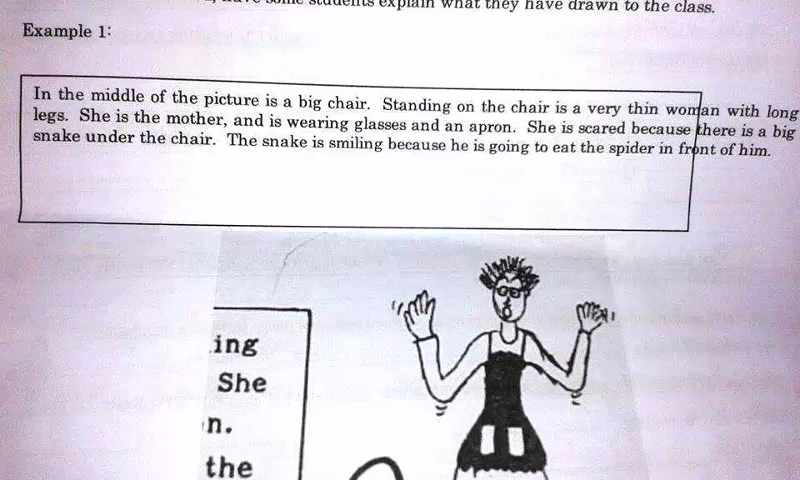 students explain what they have drawn to the class.
Example 1:
In the middle of the picture is a big chair. Standing on the chair is a very thin woman with long
legs. She is the mother, and is wearing glasses and an apron. She is scared because there is a big
snake under the chair. The snake is smiling because he is going to eat the spider in front of him.
ing
She
n.
the